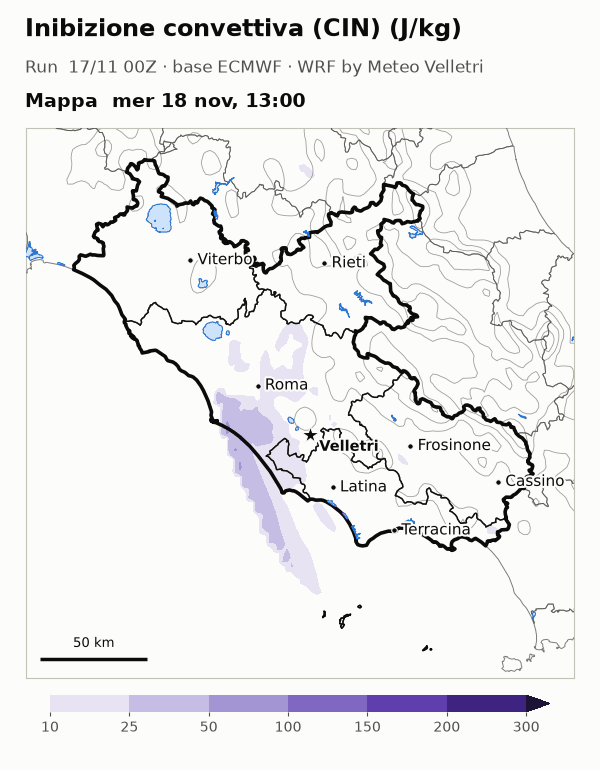 Inibizione convettiva (CIN) (J/kg)
Run 17/11 00Z · base ECMWF · WRF by Meteo Velletri
Mappa mer 18 nov, 13:00
Viterbo
Rieti
Roma
Velletri
Frosinone
Latina
Cassino
Terracina
50 km
10 25 50 100 150 200 300